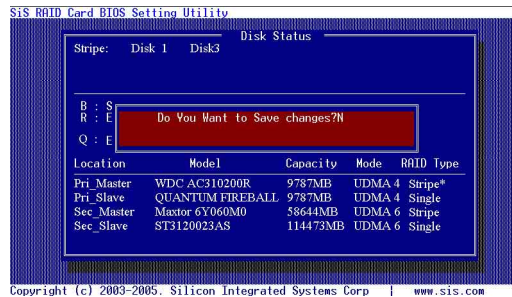 SiS RAID Card BIOS Setting Utility
Disk Status
Stripe: Disk 1 Disk3
B : S
R : E
Do You Want to Save changes?N
Q : E
Location Model Capacity Mode RAID Type
Pri_Master WDC AC310200R 9787MB UDMA 4 Stripe*
Pri_Slave QUANTUM FIREBALL 9787MB UDMA 4 Single
Sec_Master Maxtor 6Y060M0 58644MB UDMA 6 Stripe
Sec_Slave ST3120023AS 114473MB UDMA 6 Single
Copyright (c) 2003-2005. Silicon Integrated Systems Corp | www.sis.com